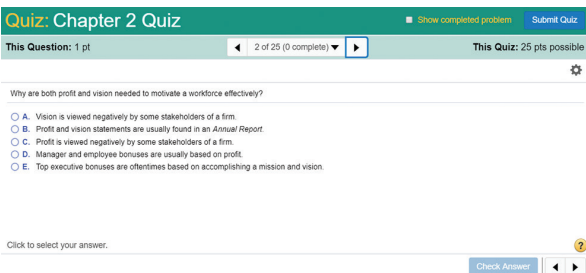 Quiz: Chapter 2 Quiz
Show completed problem
Submit Quiz
This Question: 1 pt
2 of 25 (0 complete)
This Quiz: 25 pts possible
Why are both profit and vision needed to motivate a workforce effectively?
A. Vision is viewed negatively by some stakeholders of a firm.
B. Profit and vision statements are usually found in an Annual Report.
C. Profit is viewed negatively by some stakeholders of a firm.
D. Manager and employee bonuses are usually based on profit.
E. Top executive bonuses are oftentimes based on accomplishing a mission and vision.
Click to select your answer.
?
Check Answer